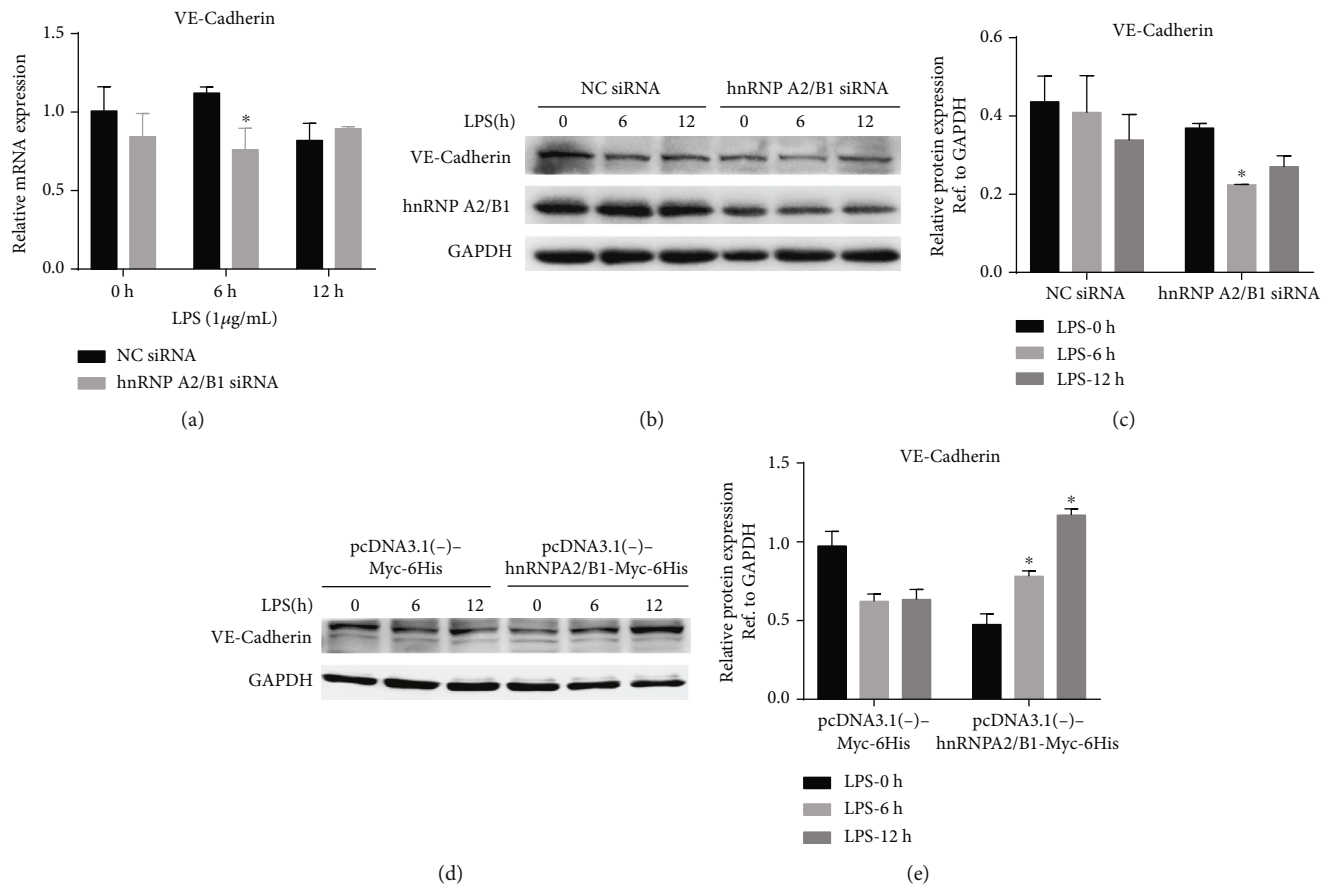 VE-Cadherin
Relative mRNA expression
1.5
1.0
0.5
0.0
0 h
6 h
12 h
*
LPS (1μg/mL)
NC siRNA
hnRNP A2/B1 siRNA
(a)
NC siRNA
hnRNP A2/B1 siRNA
LPS(h)
0
6
12
0
6
12
VE-Cadherin
hnRNP A2/B1
GAPDH
(b)
VE-Cadherin
Relative protein expression
Ref. to GAPDH
0.6
0.4
0.2
0.0
*
NC siRNA
hnRNP A2/B1 siRNA
LPS-0 h
LPS-6 h
LPS-12 h
(c)
pcDNA3.1(–)–
Myc-6His
pcDNA3.1(–)–
hnRNPA2/B1-Myc-6His
LPS(h)
0
6
12
0
6
12
VE-Cadherin
GAPDH
(d)
VE-Cadherin
Relative protein expression
Ref. to GAPDH
1.5
1.0
0.5
0.0
*
*
pcDNA3.1(–)–
Myc-6His
pcDNA3.1(–)–
hnRNPA2/B1-Myc-6His
LPS-0 h
LPS-6 h
LPS-12 h
(e)